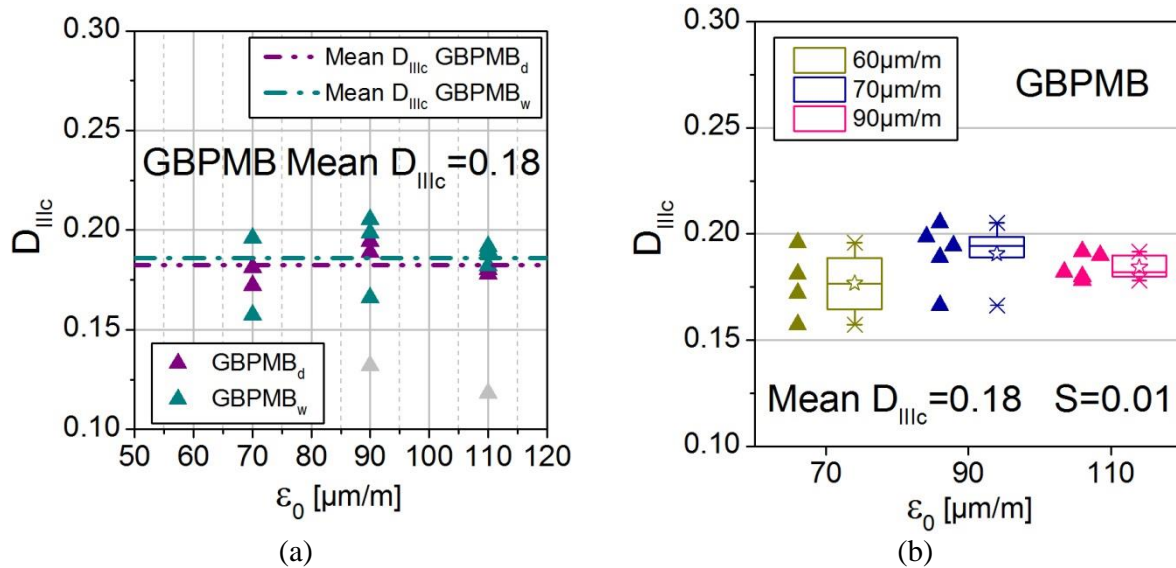 0.30
0.25
0.20
0.15
0.10
D_IIIc
Mean D_IIIc GBPMB_d
Mean D_IIIc GBPMB_w
GBPMB Mean D_IIIc=0.18
GBPMB_d
GBPMB_w
50 60 70 80 90 100 110 120
ε_0 [µm/m]
(a)
0.30
0.25
0.20
0.15
0.10
D_IIIc
60µm/m
70µm/m
90µm/m
GBPMB
Mean D_IIIc=0.18 S=0.01
70 90 110
ε_0 [µm/m]
(b)